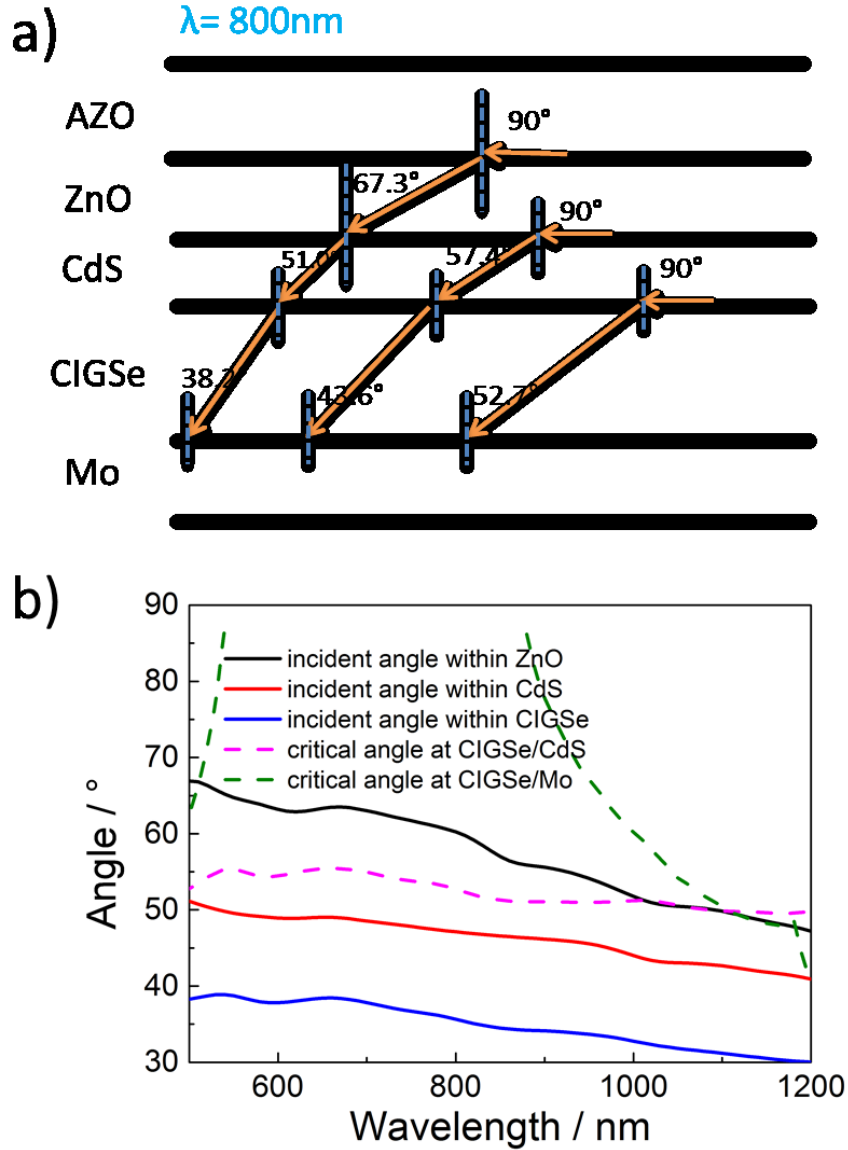 a)
λ= 800nm
AZO
90°
ZnO
67.3°
90°
CdS
51.0°
57.4°
90°
CIGSe
38.2
43.6°
52.7°
Mo
b)
90
80
70
60
50
40
30
Angle / °
incident angle within ZnO
incident angle within CdS
incident angle within CIGSe
critical angle at CIGSe/CdS
critical angle at CIGSe/Mo
600
800
1000
1200
Wavelength / nm